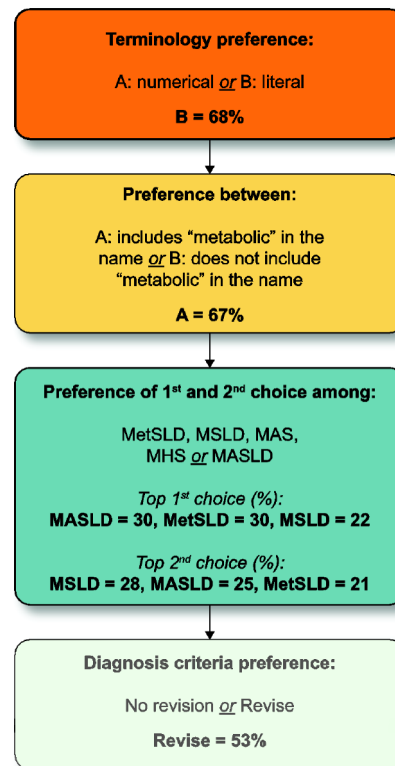 Terminology preference:
A: numerical or B: literal
B = 68%
Preference between:
A: includes “metabolic” in the
name or B: does not include
“metabolic” in the name
A = 67%
Preference of 1st and 2nd choice among:
MetSLD, MSLD, MAS,
MHS or MASLD
Top 1st choice (%):
MASLD = 30, MetSLD = 30, MSLD = 22
Top 2nd choice (%):
MSLD = 28, MASLD = 25, MetSLD = 21
Diagnosis criteria preference:
No revision or Revise
Revise = 53%